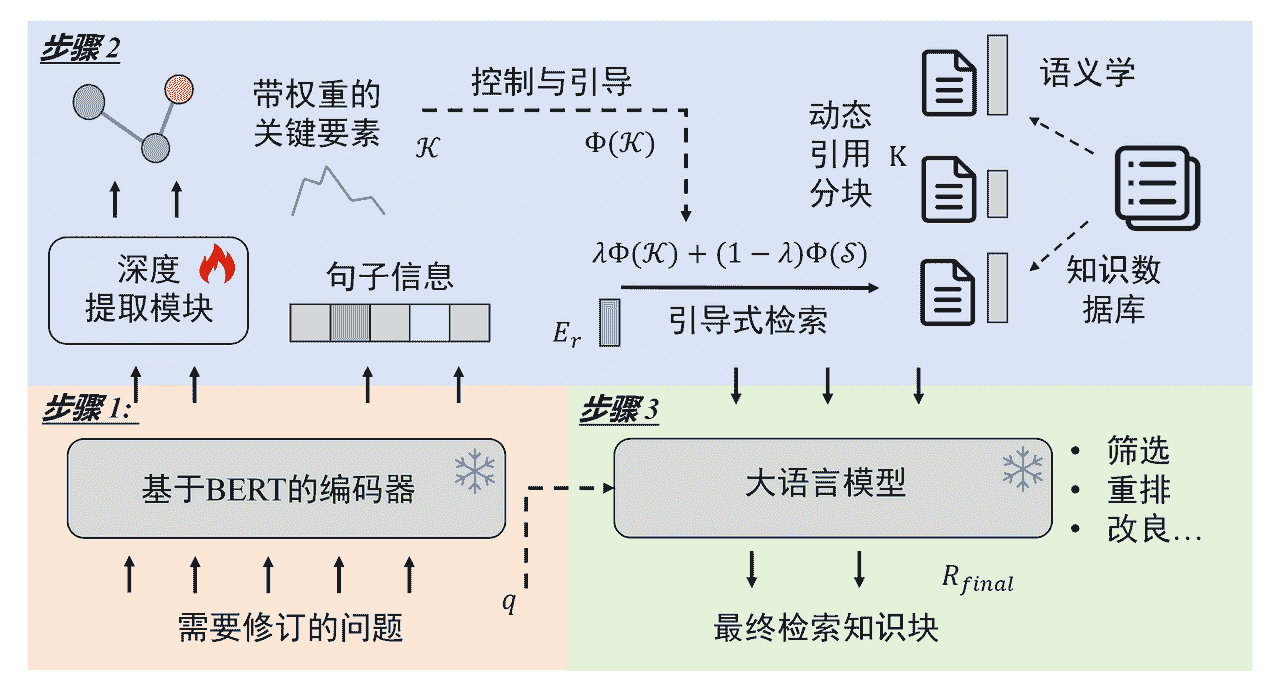 步骤 2
带权重的
关键要素
𝒦
控制与引导
Φ(𝒦)
动态
引用
分块
K
语义学
知识数
据库
深度
提取模块
句子信息
λΦ(𝒦) + (1 − λ)Φ(𝒮)
E_r
引导式检索
步骤 1:
基于BERT的编码器
需要修订的问题
q
步骤 3
大语言模型
• 筛选
• 重排
• 改良…
R_final
最终检索知识块